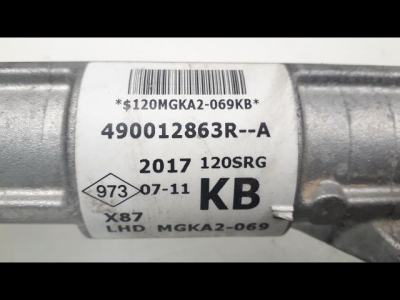 *$120MGKA2-069KB*
490012863R--A
2017 120SRG
973 07-11 KB
X87
LHD MGKA2-069